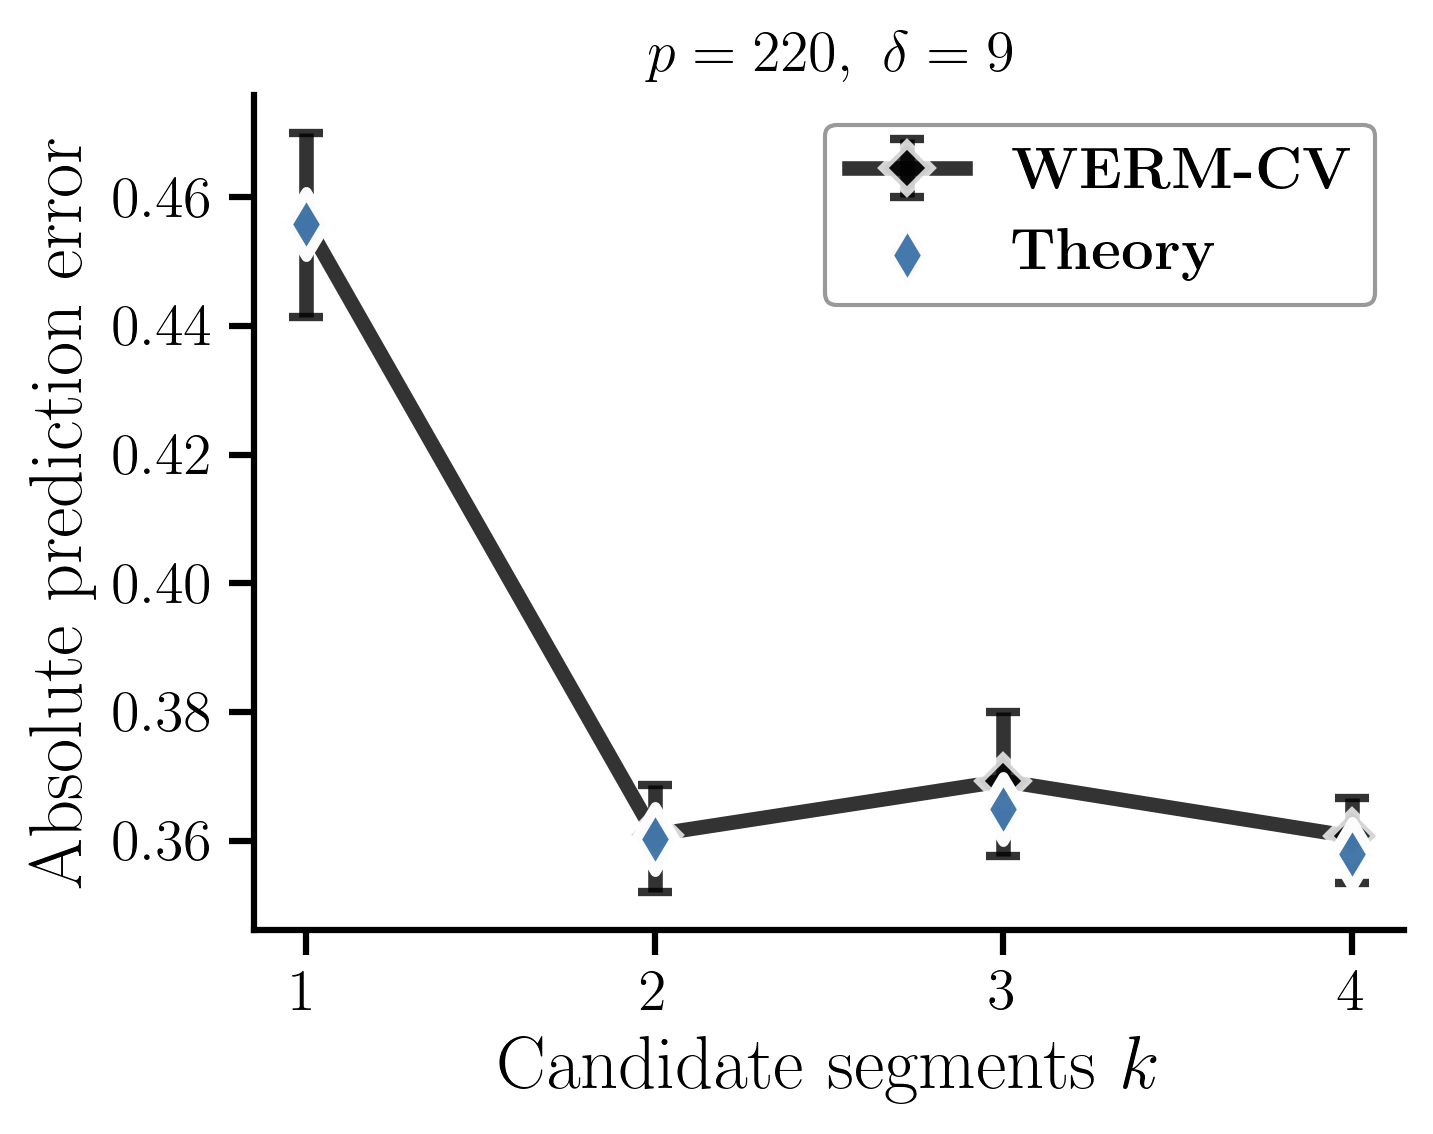 p = 220, δ = 9
WERM-CV
Theory
Absolute prediction error
0.46
0.44
0.42
0.40
0.38
0.36
1 2 3 4
Candidate segments k